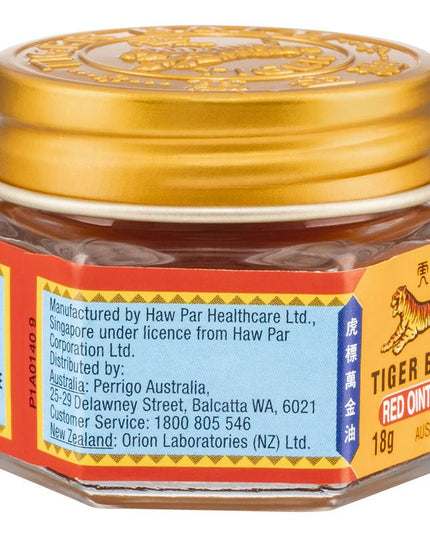 Manufactured by Haw Par Healthcare Ltd.,
Singapore under licence from Haw Par
Corporation Ltd.
Distributed by:
Australia: Perrigo Australia,
25-29 Delawney Street, Balcatta WA, 6021
Customer Service: 1800 805 546
New Zealand: Orion Laboratories (NZ) Ltd.
P1A0140 9
虎標萬金油
虎
TIGER
RED
18g